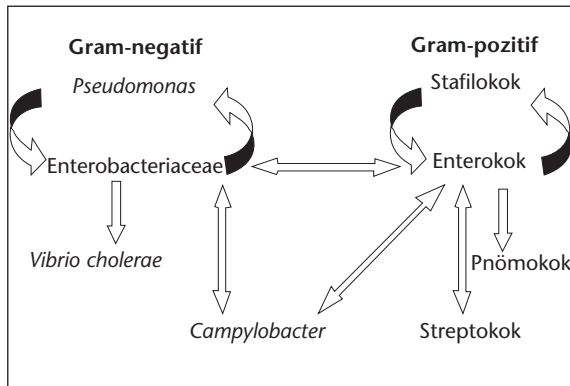 Gram-negatif
Gram-pozitif
Pseudomonas
Stafilokok
Enterobacteriaceae
Enterokok
Vibrio cholerae
Pnömokok
Campylobacter
Streptokok